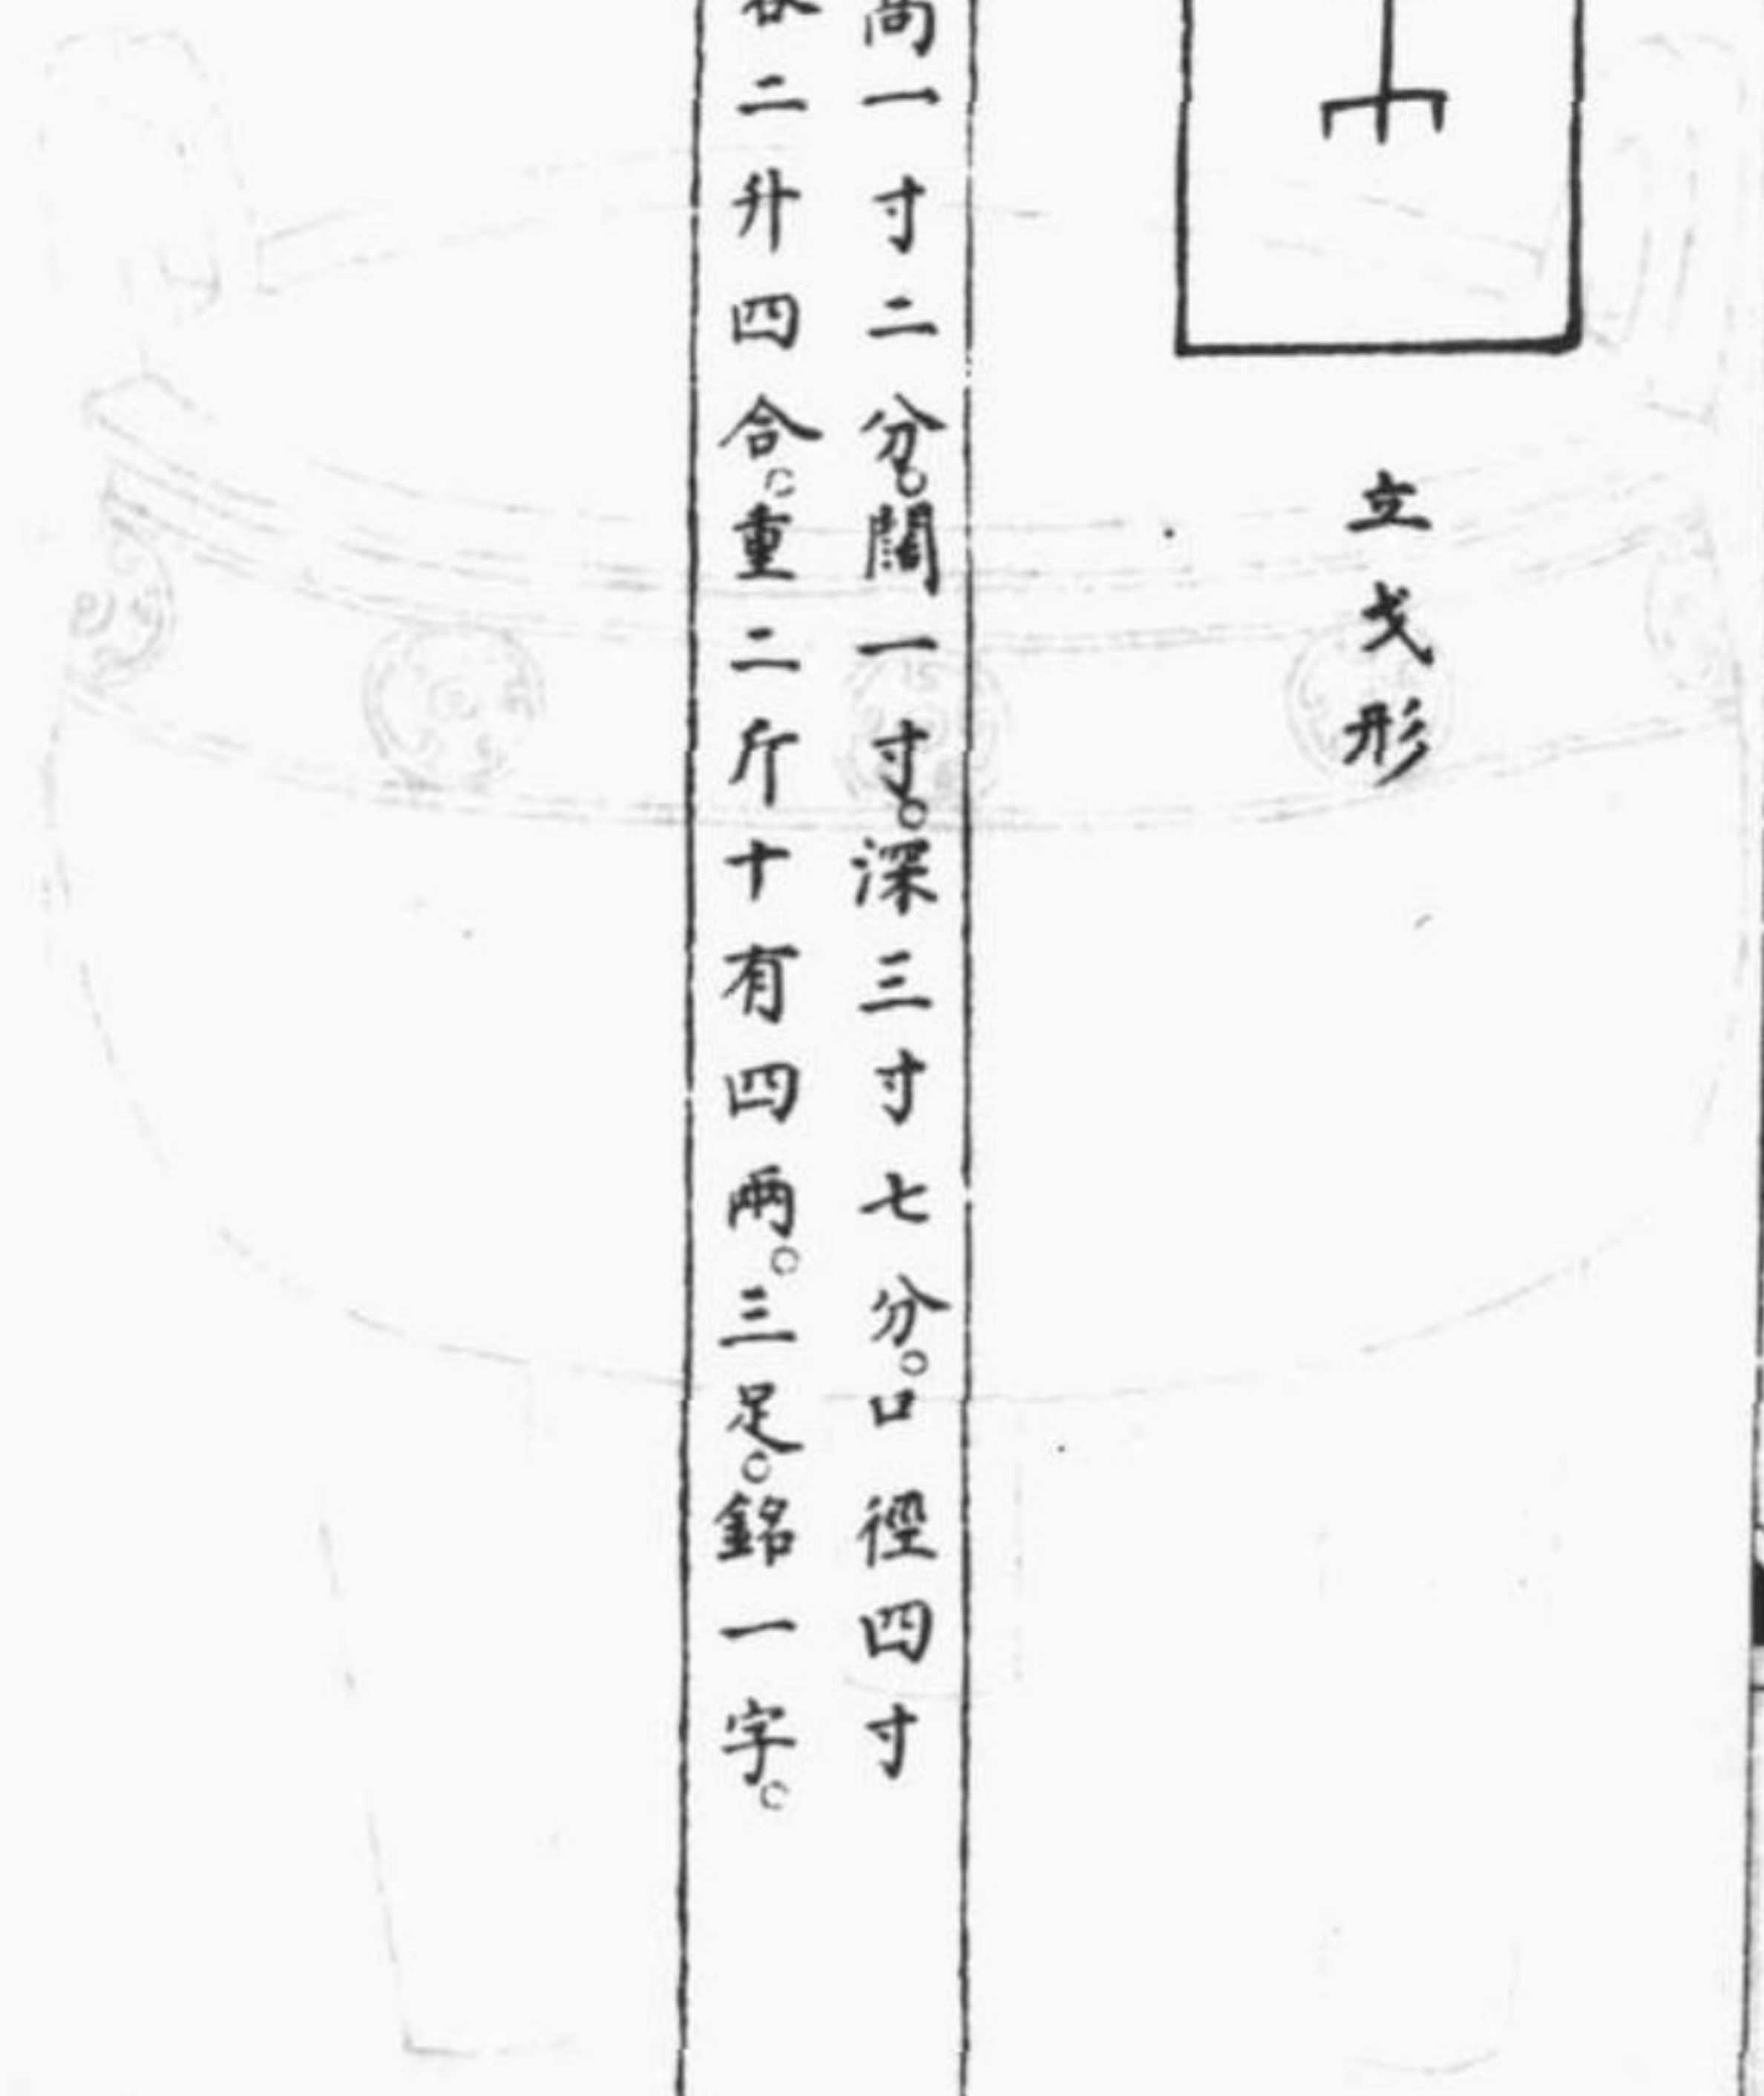 立戈形
高一寸二分。闊一寸。深三寸七分。口徑四寸
容二升四合。重二斤十有四兩。三足。銘一字。